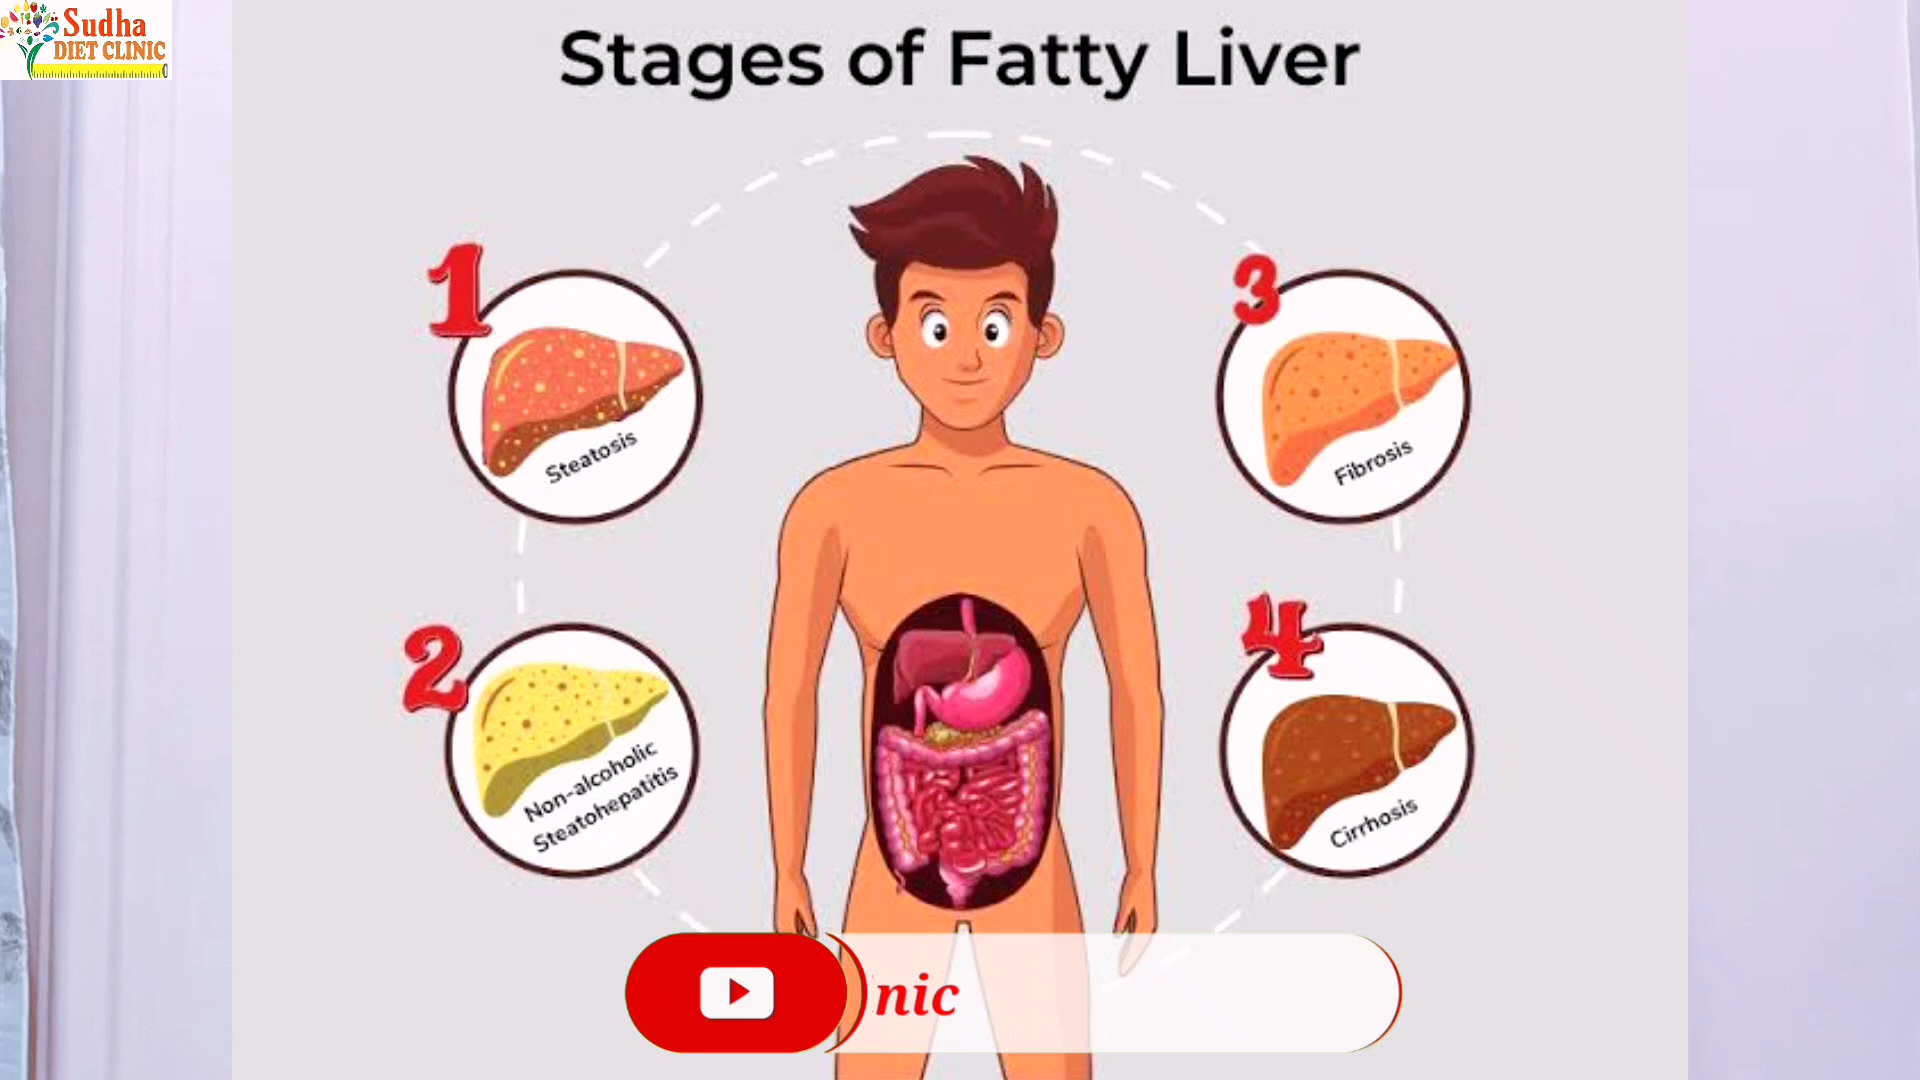 Sudha
DIET CLINIC
Stages of Fatty Liver
1
Steatosis
2
Non-alcoholic
Steatohepatitis
3
Fibrosis
4
Cirrhosis
nic